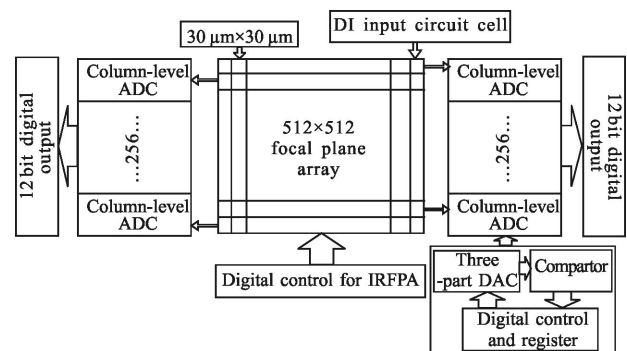 30 μm×30 μm
DI input circuit cell
12 bit digital
output
Column-level
ADC
...256...
Column-level
ADC
512×512
focal plane
array
Column-level
ADC
...256...
Column-level
ADC
12 bit digital
output
Digital control for IRFPA
Three
-part DAC
Compartor
Digital control
and register